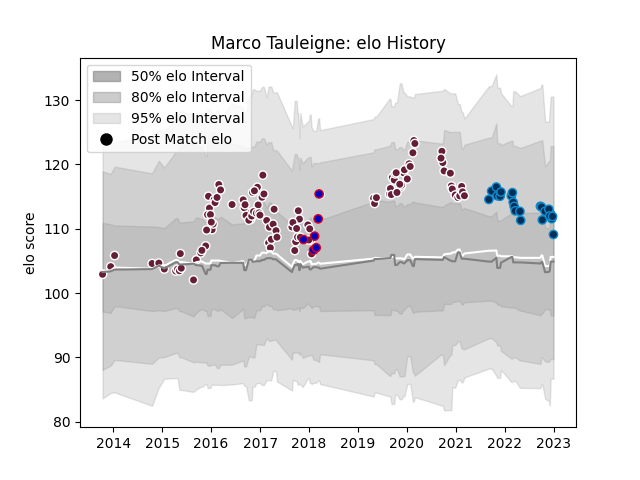 Marco Tauleigne: elo History
50% elo Interval
80% elo Interval
95% elo Interval
Post Match elo
elo score
130
120
110
100
90
80
2014 2015 2016 2017 2018 2019 2020 2021 2022 2023